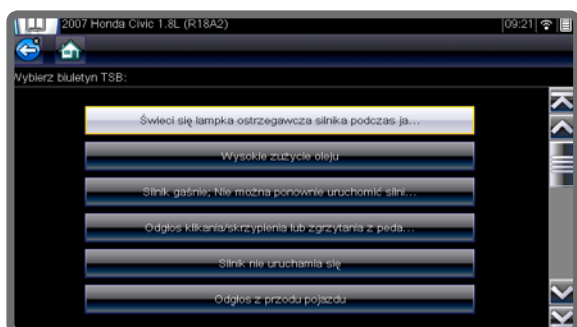 2007 Honda Civic 1.8L (R18A2)
09:21
Wybierz biuletyn TSB:
Świeci się lampka ostrzegawcza silnika podczas ja...
Wysokie zużycie oleju
Silnik gaśnie; Nie można ponownie uruchomić silni...
Odgłos klikania/skrzypienia lub zgrzytania z peda...
Silnik nie uruchamia się
Odgłos z przodu pojazdu